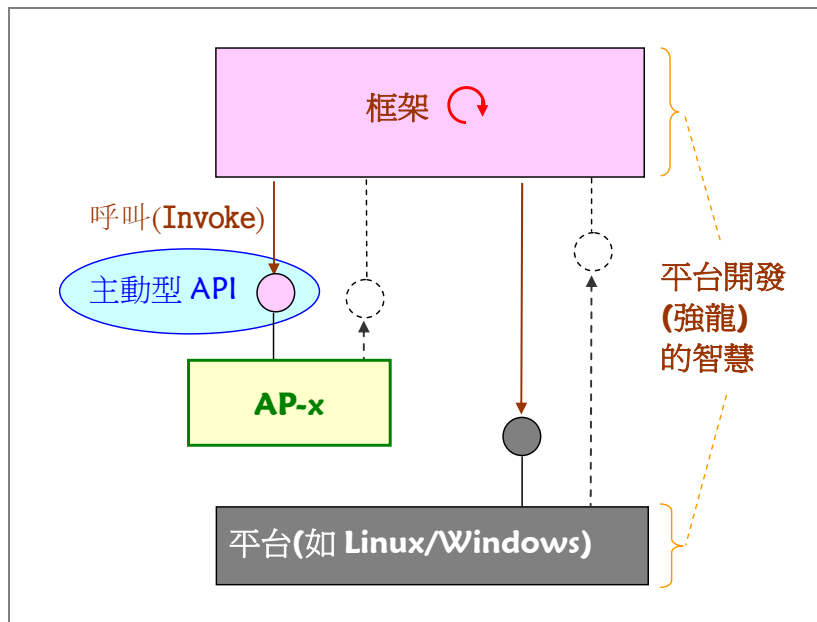 框架
呼叫(Invoke)
主動型 API
平台開發
(強龍)
的智慧
AP-x
平台(如 Linux/Windows)